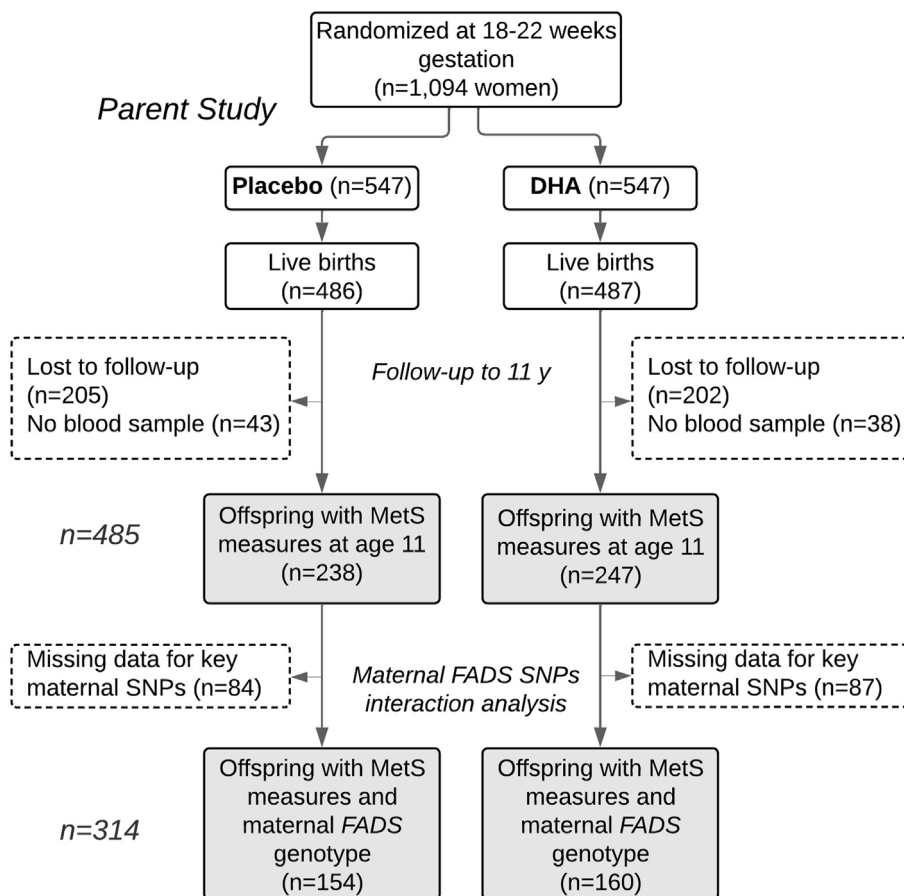 Randomized at 18-22 weeks
gestation
(n=1,094 women)
Parent Study
Placebo (n=547)
DHA (n=547)
Live births
(n=486)
Live births
(n=487)
Lost to follow-up
(n=205)
No blood sample (n=43)
Follow-up to 11 y
Lost to follow-up
(n=202)
No blood sample (n=38)
n=485
Offspring with MetS
measures at age 11
(n=238)
Offspring with MetS
measures at age 11
(n=247)
Missing data for key
maternal SNPs (n=84)
Maternal FADS SNPs
interaction analysis
Missing data for key
maternal SNPs (n=87)
n=314
Offspring with MetS
measures and
maternal FADS
genotype
(n=154)
Offspring with MetS
measures and
maternal FADS
genotype
(n=160)